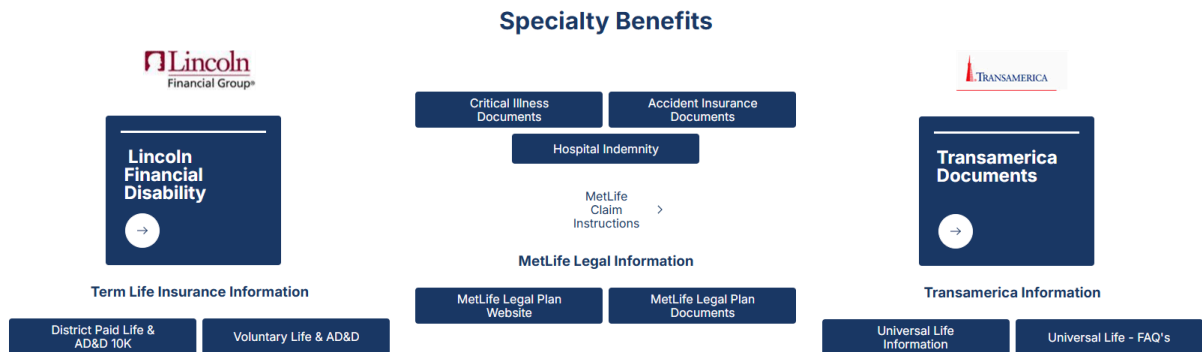 Specialty Benefits
Lincoln
Financial Group®
Lincoln
Financial
Disability
Term Life Insurance Information
District Paid Life &
AD&D 10K
Voluntary Life & AD&D
Critical Illness
Documents
Accident Insurance
Documents
Hospital Indemnity
MetLife
Claim
Instructions
MetLife Legal Information
MetLife Legal Plan
Website
MetLife Legal Plan
Documents
TRANSAMERICA
Transamerica
Documents
Transamerica Information
Universal Life
Information
Universal Life - FAQ's